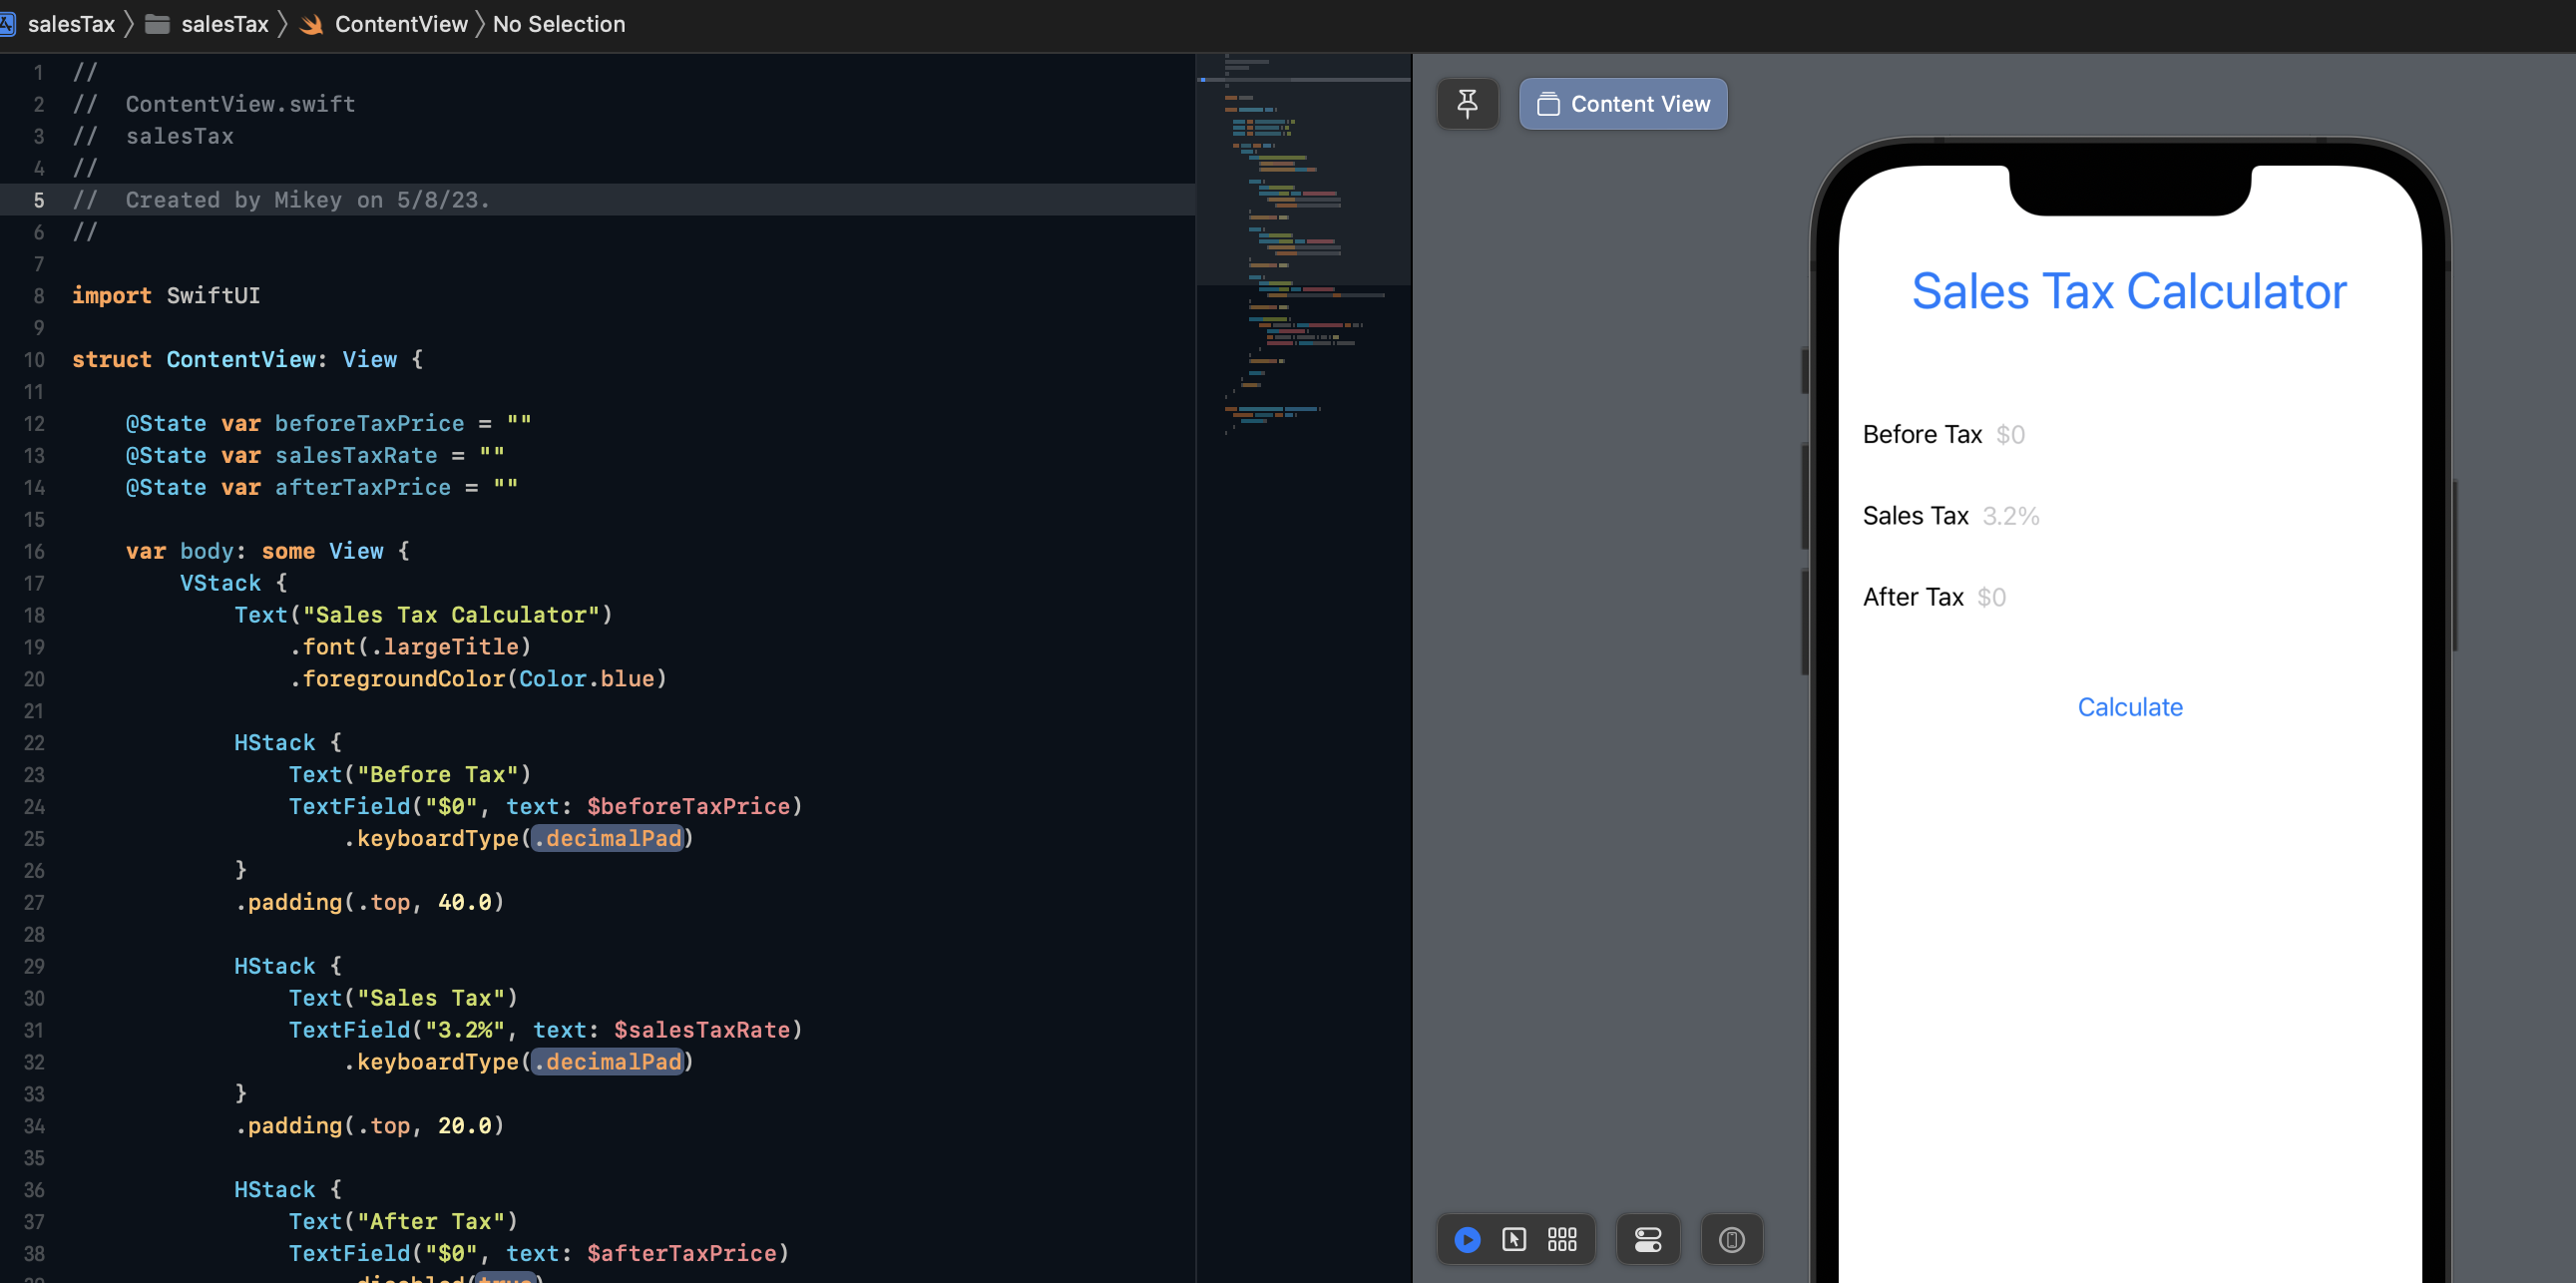 salesTax 〉 salesTax 〉 ContentView 〉 No Selection
1 //
2 //  ContentView.swift
3 //  salesTax
4 //
5 //  Created by Mikey on 5/8/23.
6 //
7
8 import SwiftUI
9
10 struct ContentView: View {
11
12     @State var beforeTaxPrice = ""
13     @State var salesTaxRate = ""
14     @State var afterTaxPrice = ""
15
16     var body: some View {
17         VStack {
18             Text("Sales Tax Calculator")
19                 .font(.largeTitle)
20                 .foregroundColor(Color.blue)
21
22             HStack {
23                 Text("Before Tax")
24                 TextField("$0", text: $beforeTaxPrice)
25                     .keyboardType(.decimalPad)
26             }
27             .padding(.top, 40.0)
28
29             HStack {
30                 Text("Sales Tax")
31                 TextField("3.2%", text: $salesTaxRate)
32                     .keyboardType(.decimalPad)
33             }
34             .padding(.top, 20.0)
35
36             HStack {
37                 Text("After Tax")
38                 TextField("$0", text: $afterTaxPrice)
39                     .disabled(true)
Content View
Sales Tax Calculator
Before Tax $0
Sales Tax 3.2%
After Tax $0
Calculate